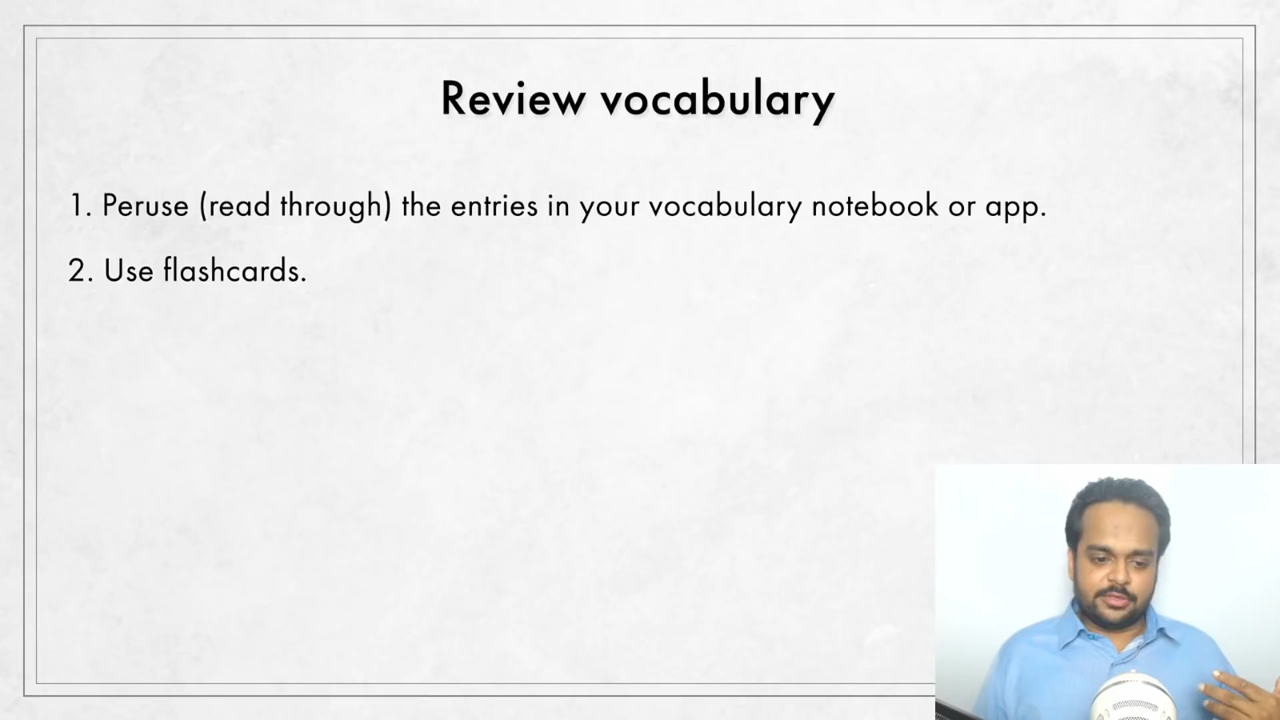 Review vocabulary
1. Peruse (read through) the entries in your vocabulary notebook or app.
2. Use flashcards.